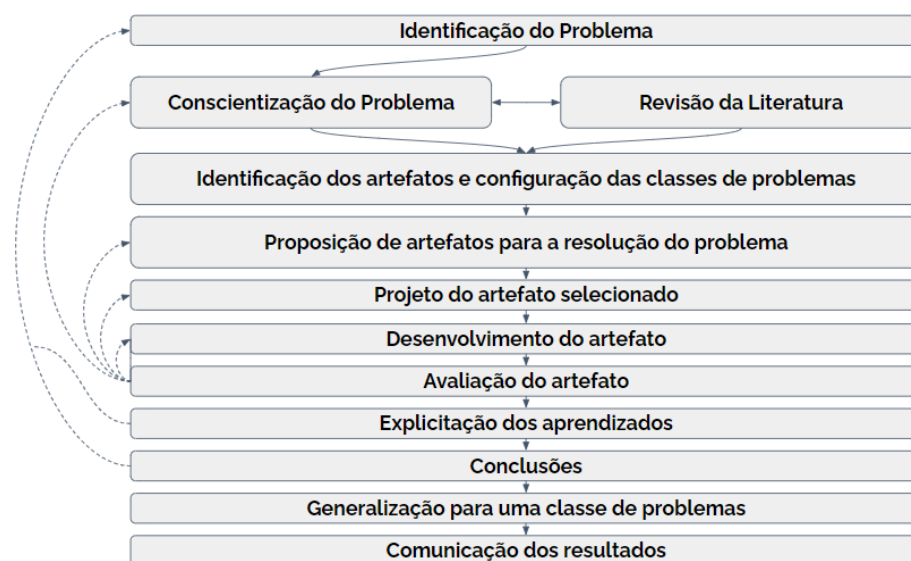 Identificação do Problema
Conscientização do Problema
Revisão da Literatura
Identificação dos artefatos e configuração das classes de problemas
Proposição de artefatos para a resolução do problema
Projeto do artefato selecionado
Desenvolvimento do artefato
Avaliação do artefato
Explicitação dos aprendizados
Conclusões
Generalização para uma classe de problemas
Comunicação dos resultados